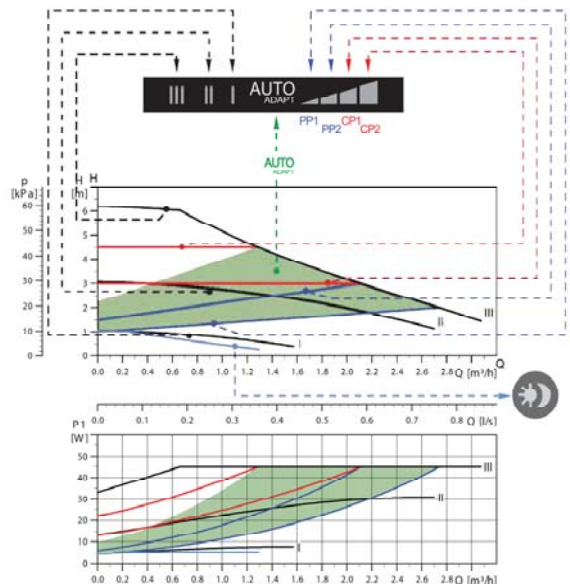 III II I AUTO
ADAPT
PP1 CP1
PP2 CP2
AUTO
ADAPT
p H H
[kPa] [m]
60
50
40
30
20
10
0
6
5
4
3
2
1
0
III
II
I
Q
0.0 0.2 0.4 0.6 0.8 1.0 1.2 1.4 1.6 1.8 2.0 2.2 2.4 2.6 Q [m³/h]
0.0 0.1 0.2 0.3 0.4 0.5 0.6 0.7 0.8 Q [l/s]
P1
[W]
50
40
30
20
10
0
III
II
I
0.0 0.2 0.4 0.6 0.8 1.0 1.2 1.4 1.6 1.8 2.0 2.2 2.4 2.6 2.8 [m³/h]